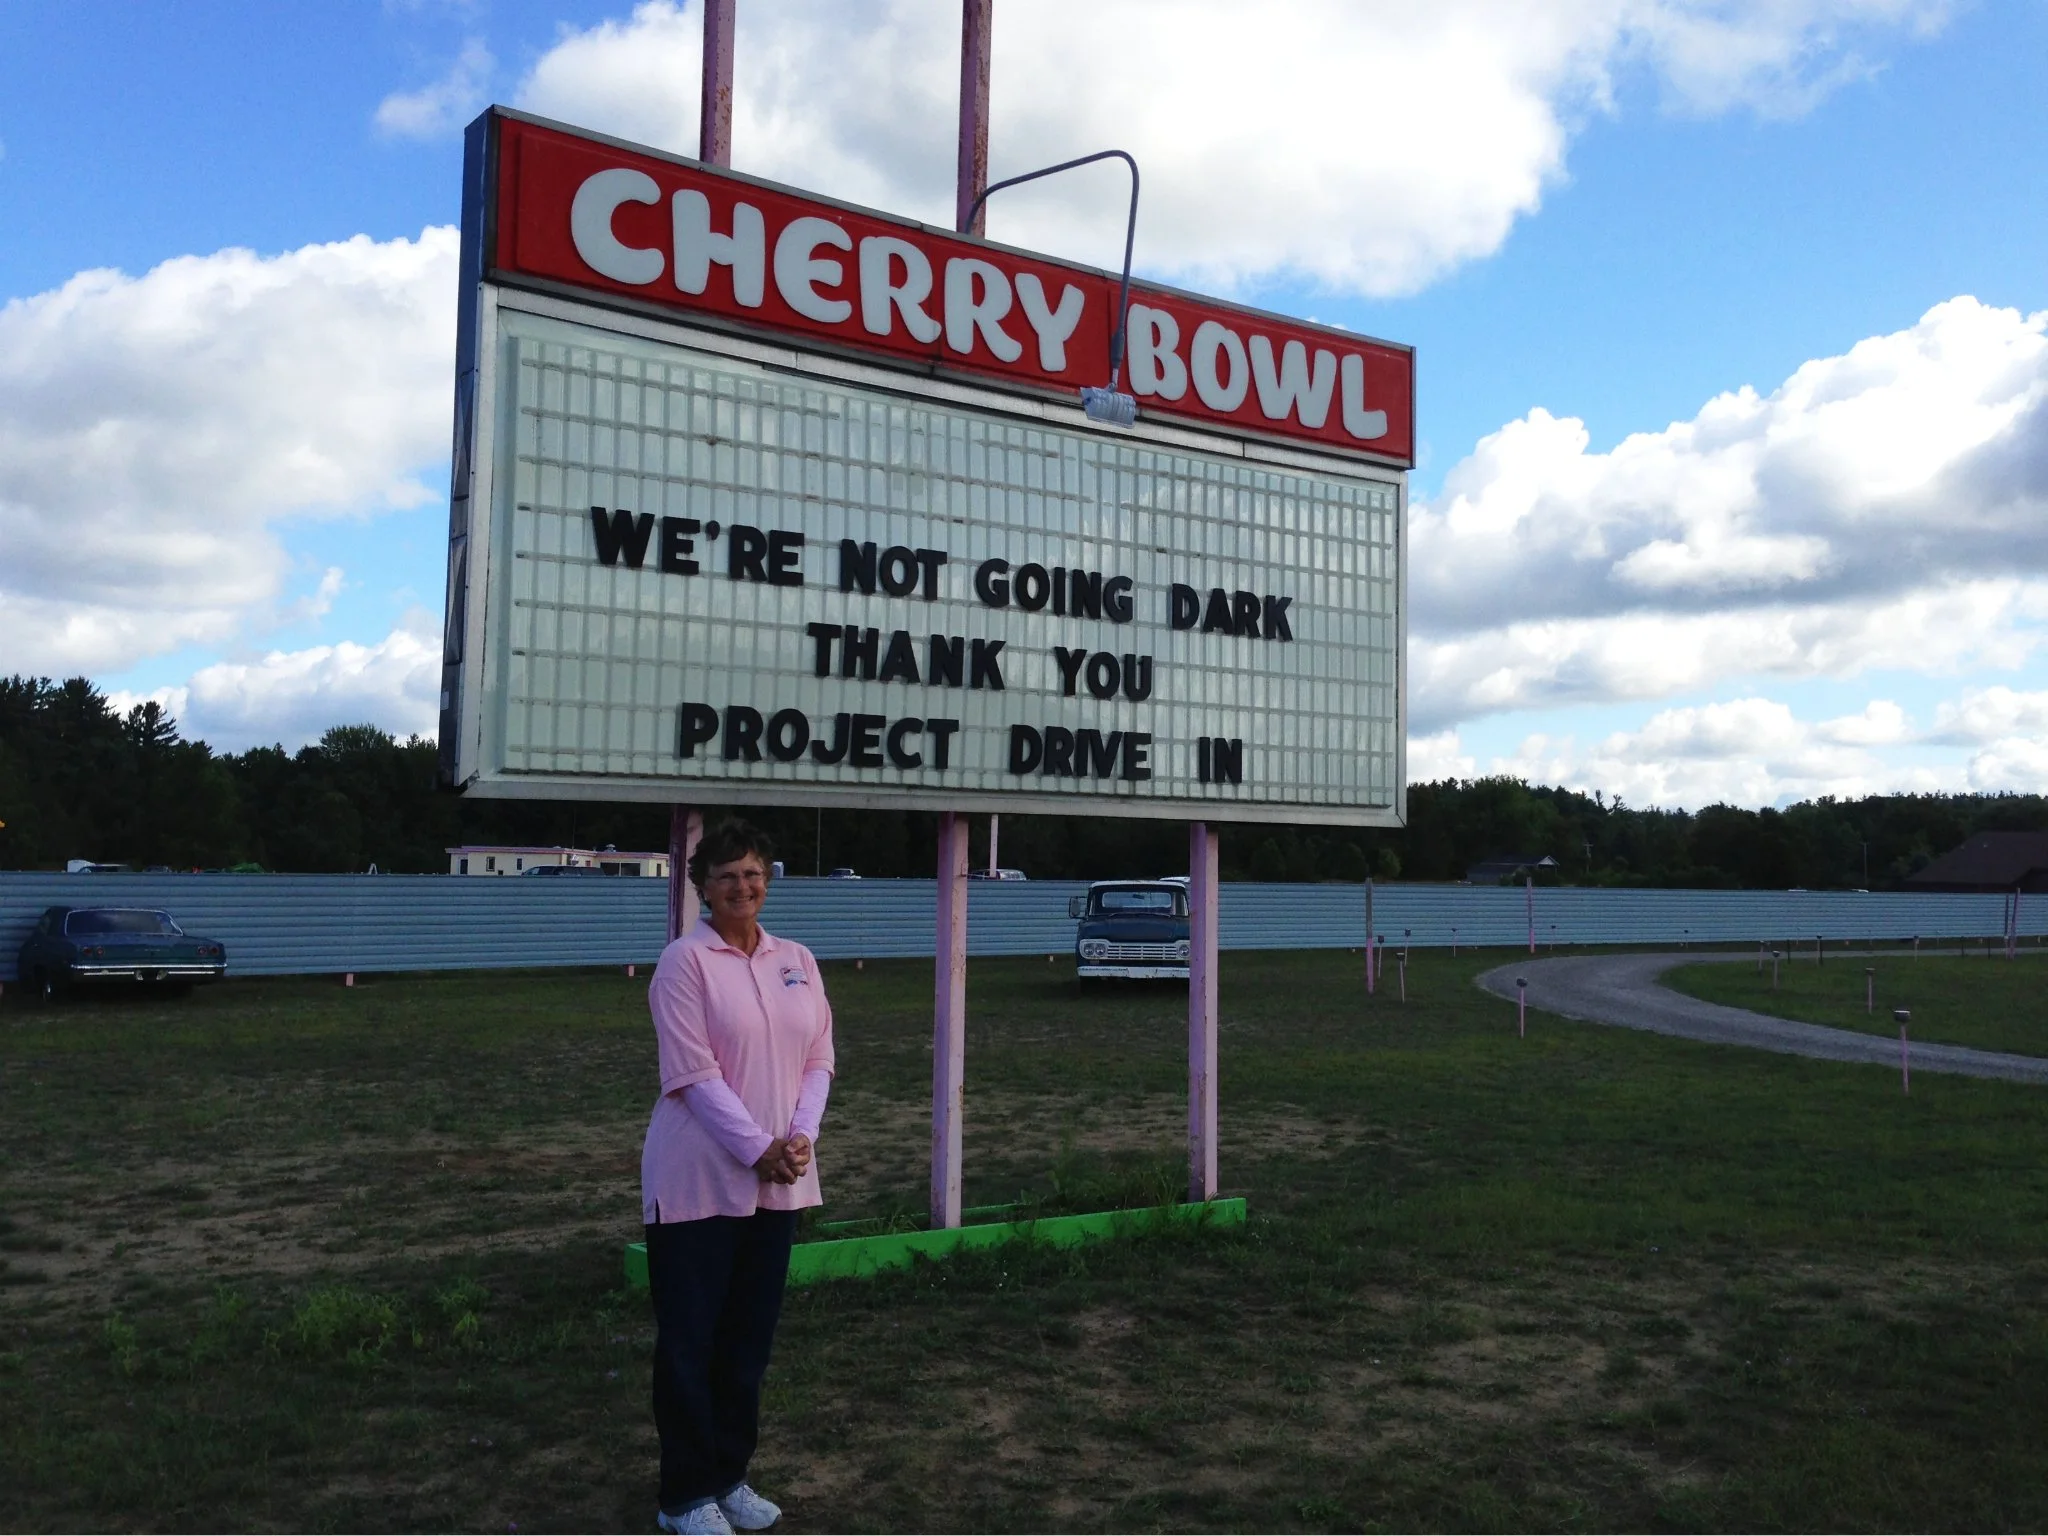 CHERRY BOWL
WE'RE NOT GOING DARK
THANK YOU
PROJECT DRIVE IN